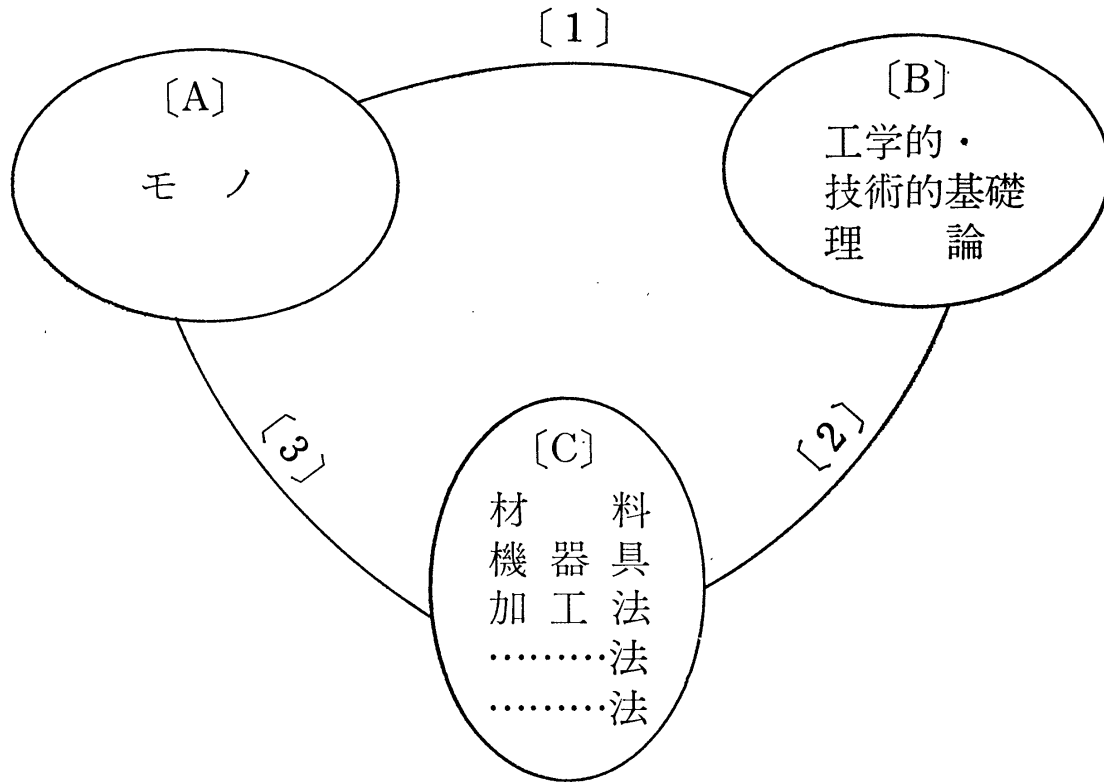 〔1〕
〔A〕
モノ
〔B〕
工学的・
技術的基礎
理論
〔3〕
〔2〕
〔C〕
材料
機器具
加工法
………法
………法